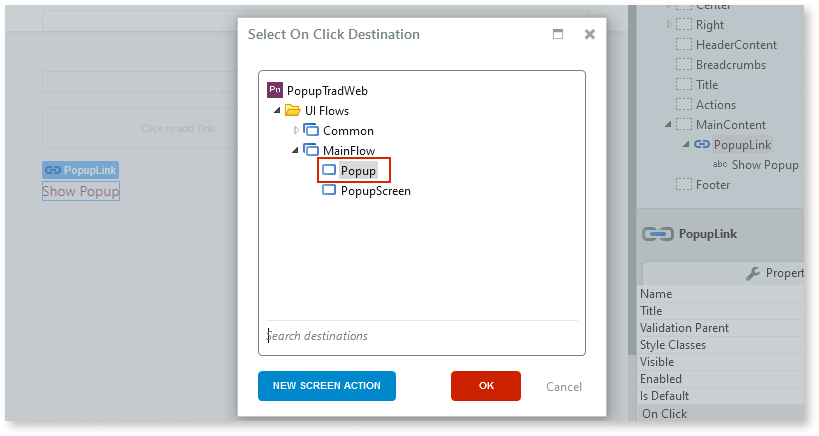 Select On Click Destination
Pn PopupTradWeb
UI Flows
Common
MainFlow
Popup
PopupScreen
Search destinations
NEW SCREEN ACTION
OK
Cancel
Click to add Title
PopupLink
Show Popup
Center
Right
HeaderContent
Breadcrumbs
Title
Actions
MainContent
PopupLink
abc Show Popup
Footer
PopupLink
Propert
Name
Title
Validation Parent
Style Classes
Visible
Enabled
Is Default
On Click